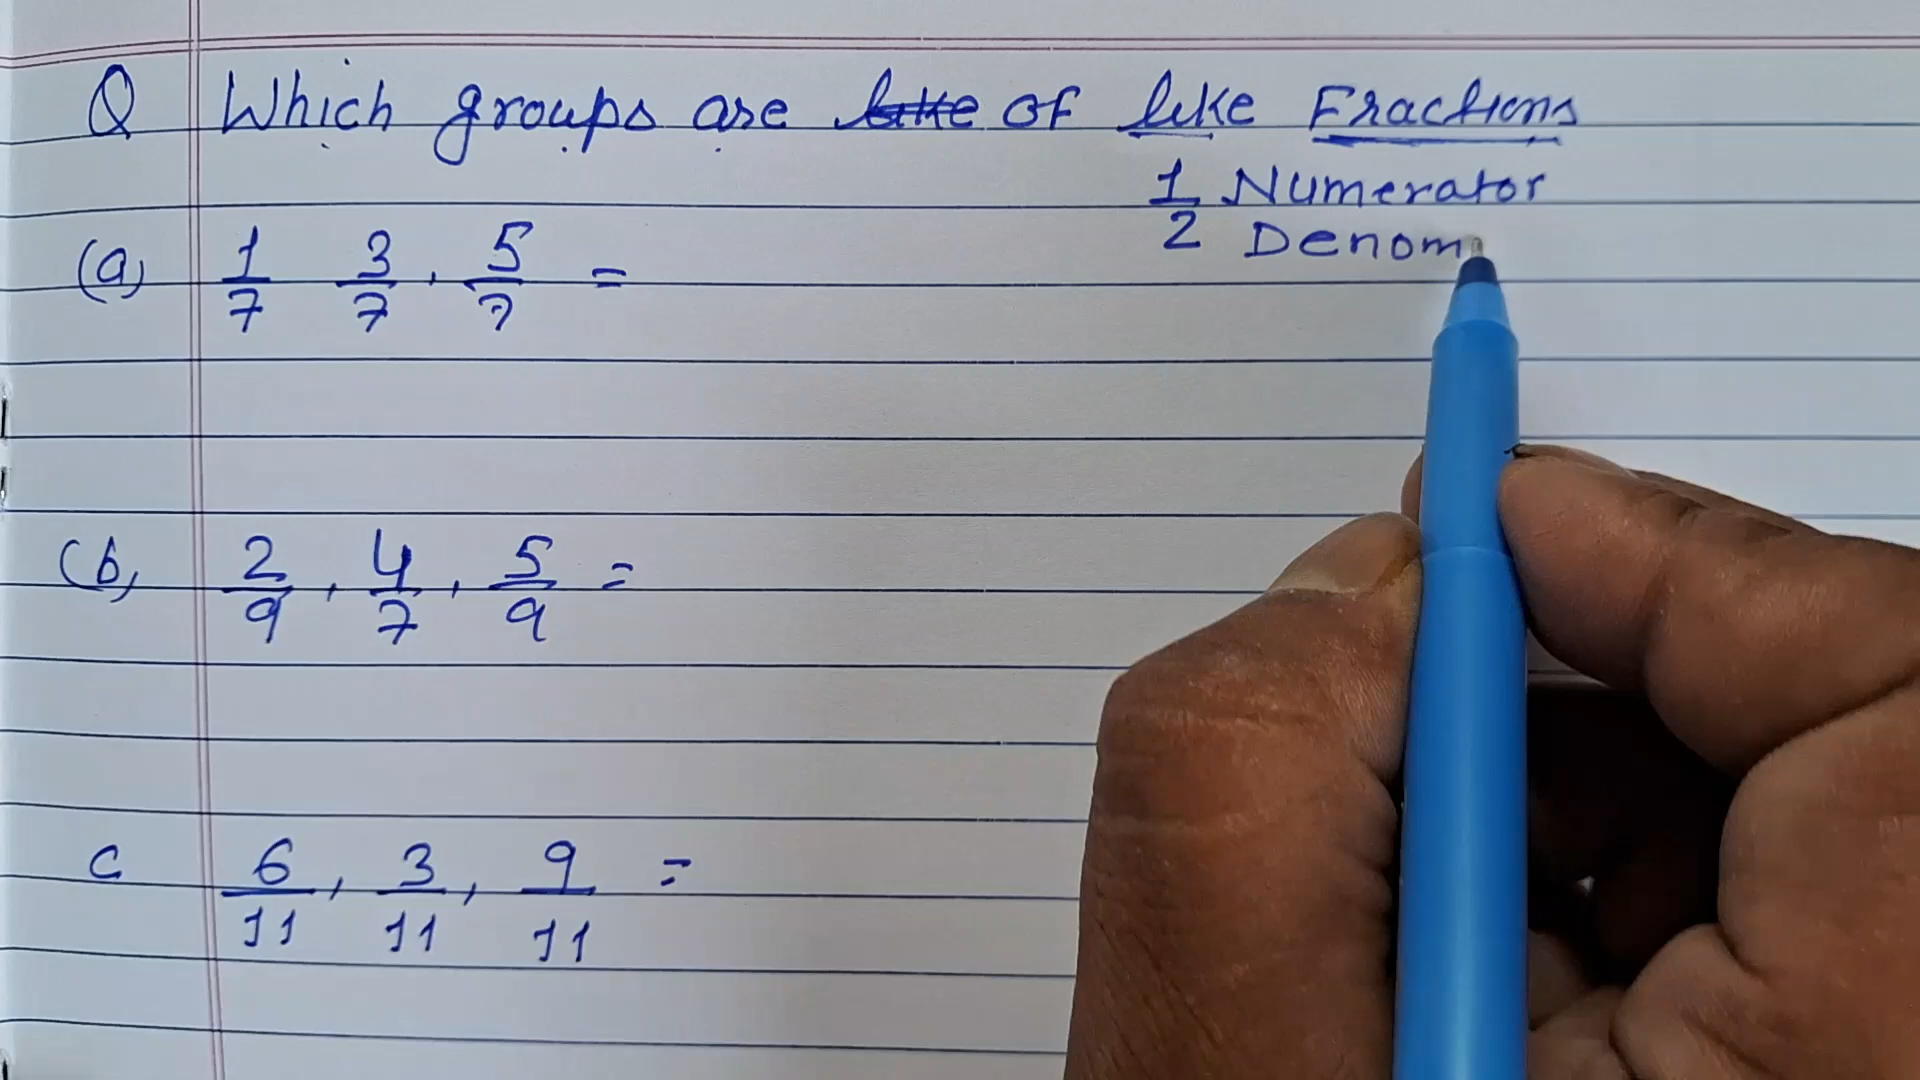 Q Which groups are like of like Fractions
1/2 Numerator
Denom
(a) 1/7 3/7, 5/7 =
(b) 2/9, 4/7, 5/9 =
c 6/11, 3/11, 9/11 =